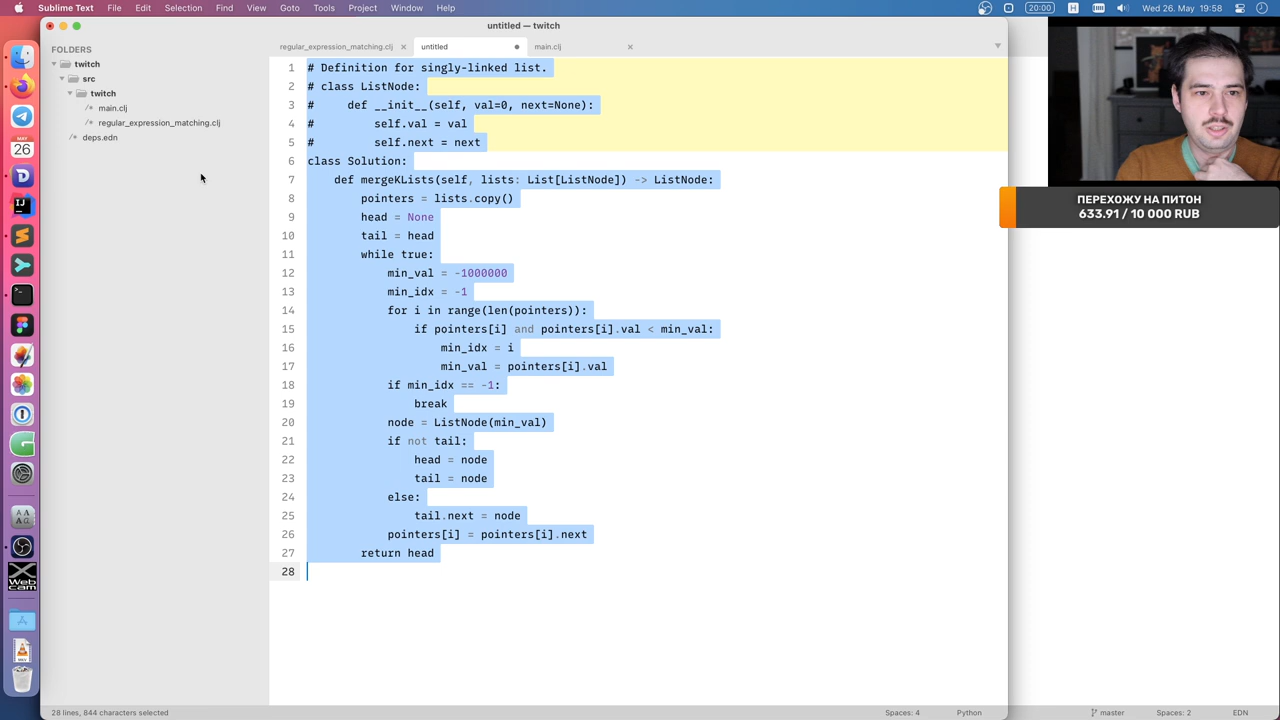 Sublime Text File Edit Selection Find View Goto Tools Project Window Help
20:00 Wed 26. May 19:58
untitled — twitch
FOLDERS
twitch
src
twitch
main.clj
regular_expression_matching.clj
deps.edn
regular_expression_matching.clj
untitled
main.clj
1 # Definition for singly-linked list.
2 # class ListNode:
3 #     def __init__(self, val=0, next=None):
4 #         self.val = val
5 #         self.next = next
6 class Solution:
7     def mergeKLists(self, lists: List[ListNode]) -> ListNode:
8         pointers = lists.copy()
9         head = None
10         tail = head
11         while true:
12             min_val = -1000000
13             min_idx = -1
14             for i in range(len(pointers)):
15                 if pointers[i] and pointers[i].val < min_val:
16                     min_idx = i
17                     min_val = pointers[i].val
18             if min_idx == -1:
19                 break
20             node = ListNode(min_val)
21             if not tail:
22                 head = node
23                 tail = node
24             else:
25                 tail.next = node
26             pointers[i] = pointers[i].next
27         return head
28
ПЕРЕХОЖУ НА ПИТОН
633.91 / 10 000 RUB
MAY
26
Webcam
28 lines, 844 characters selected
Spaces: 4 Python
master Spaces: 2 EDN